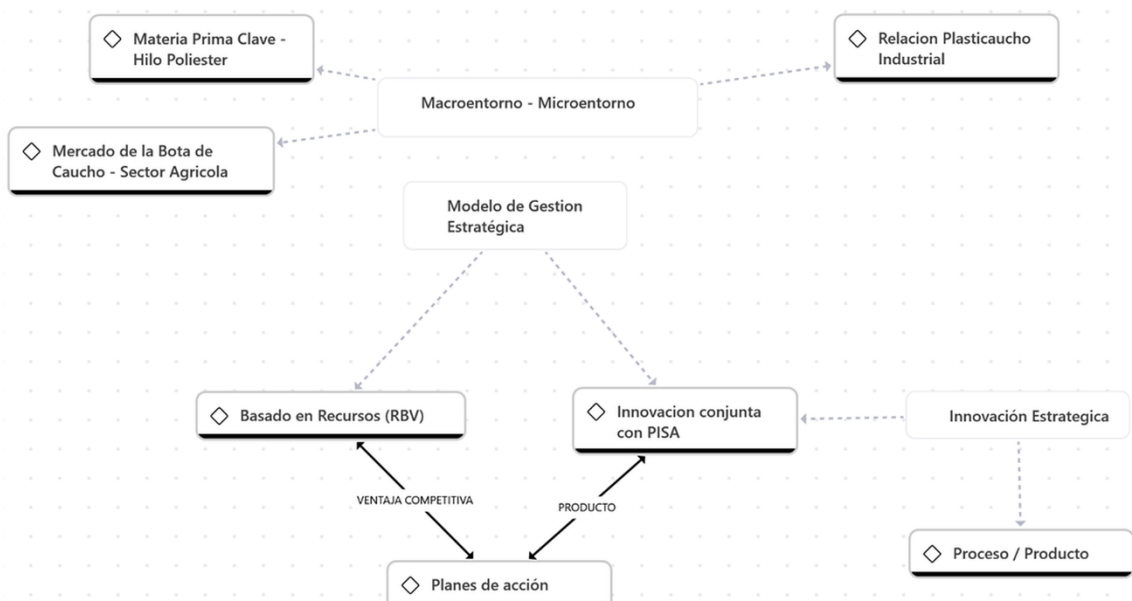 Materia Prima Clave -
Hilo Poliester
Relacion Plasticaucho
Industrial
Macroentorno - Microentorno
Mercado de la Bota de
Caucho - Sector Agricola
Modelo de Gestion
Estratégica
Basado en Recursos (RBV)
Innovacion conjunta
con PISA
Innovación Estrategica
VENTAJA COMPETITIVA
PRODUCTO
Proceso / Producto
Planes de acción